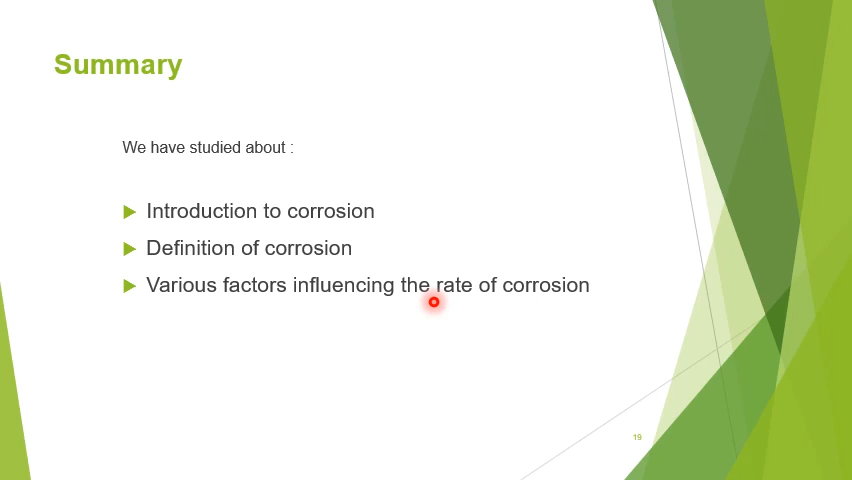 Summary
We have studied about :
Introduction to corrosion
Definition of corrosion
Various factors influencing the rate of corrosion
19